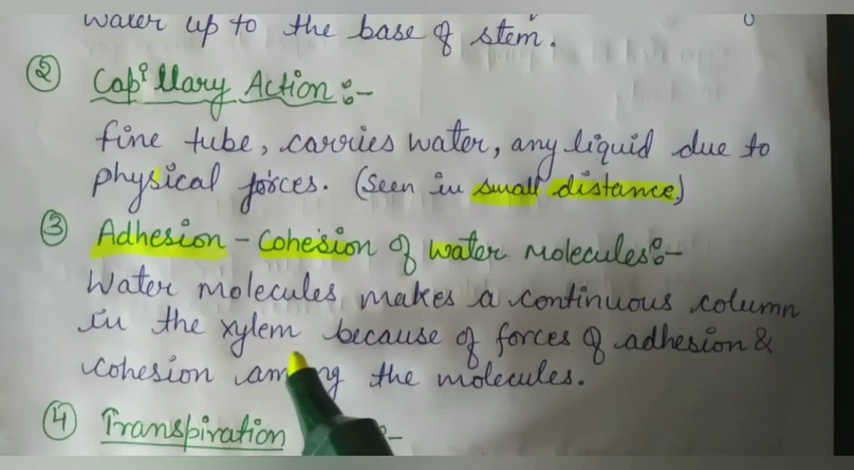 water up to the base of stem.
② Capillary Action :-
fine tube, carries water, any liquid due to
physical forces. (Seen in small distance)
③ Adhesion - Cohesion of water molecules :-
Water molecules makes a continuous column
in the xylem because of forces of adhesion &
cohesion among the molecules.
④ Transpiration :-